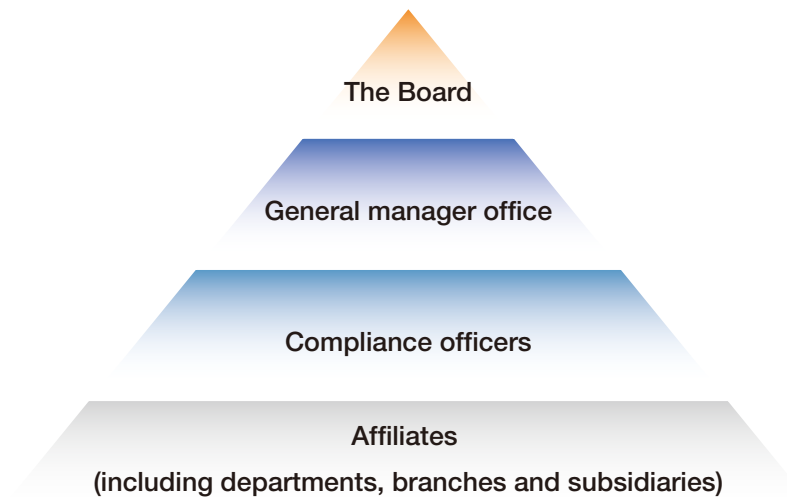 The Board
General manager office
Compliance officers
Affiliates
(including departments, branches and subsidiaries)